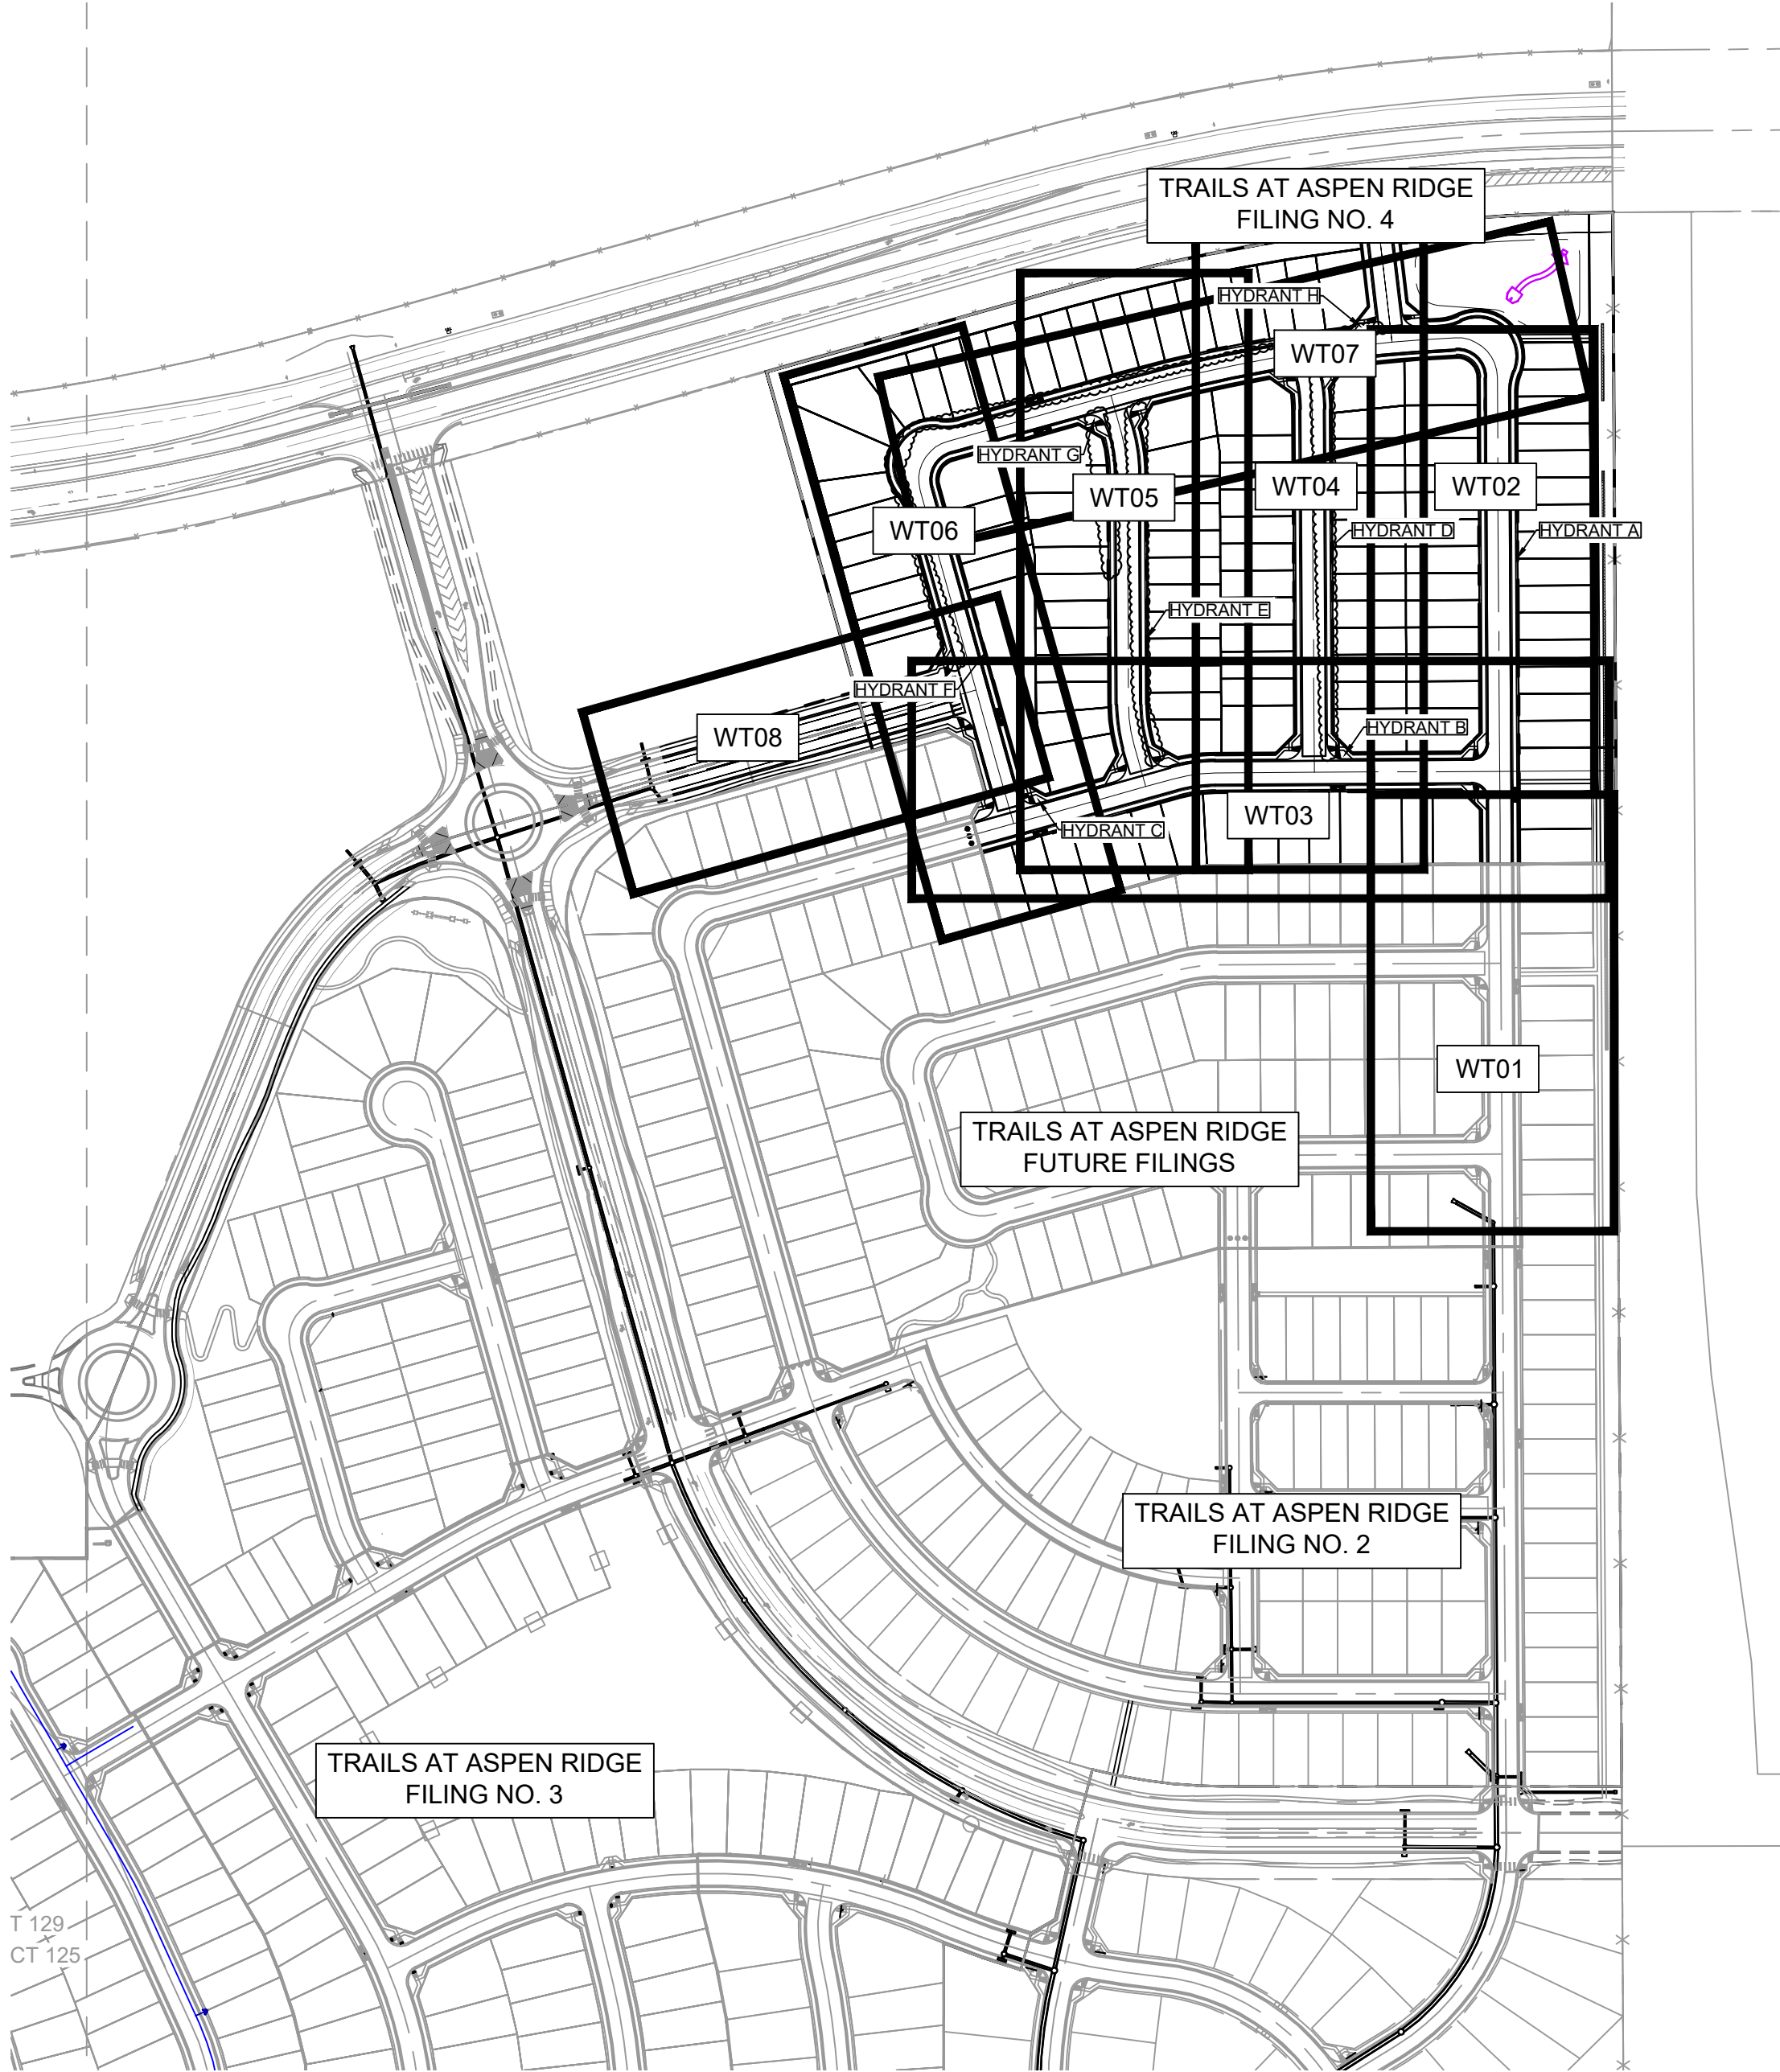 TRAILS AT ASPEN RIDGE
FILING NO. 4
HYDRANT H
WT07
HYDRANT G
WT05
WT04
WT02
WT06
HYDRANT D
HYDRANT A
HYDRANT E
HYDRANT F
WT08
HYDRANT B
WT03
HYDRANT C
WT01
TRAILS AT ASPEN RIDGE
FUTURE FILINGS
TRAILS AT ASPEN RIDGE
FILING NO. 2
TRAILS AT ASPEN RIDGE
FILING NO. 3
T 129
CT 125